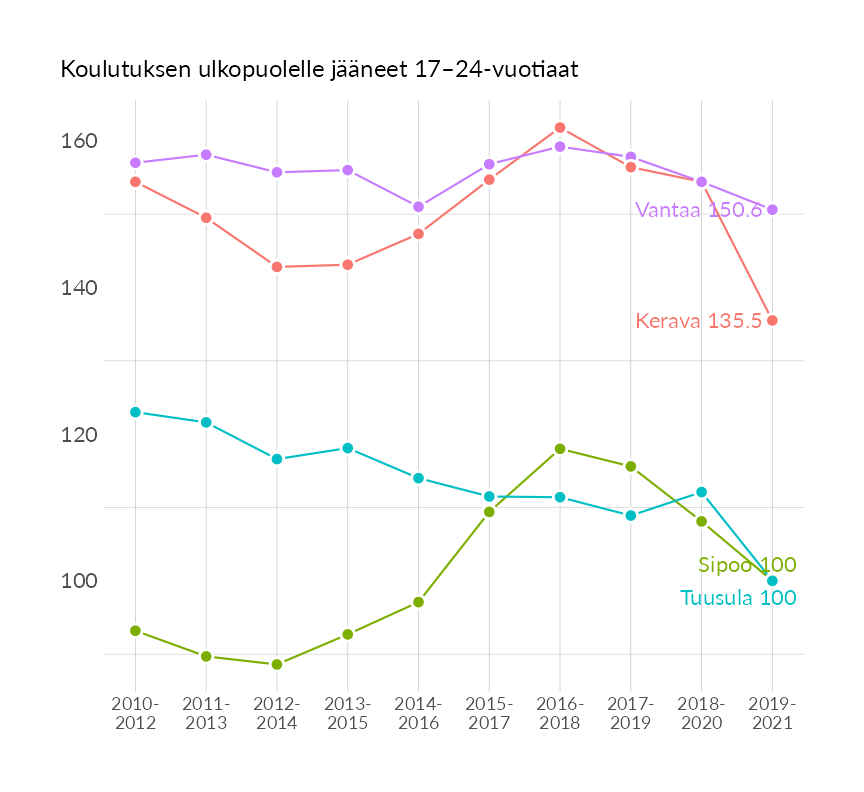 Koulutuksen ulkopuolelle jääneet 17–24-vuotiaat
160
140
120
100
Vantaa 150.6
Kerava 135.5
Sipoo 100
Tuusula 100
2010- 2011- 2012- 2013- 2014- 2015- 2016- 2017- 2018- 2019-
2012 2013 2014 2015 2016 2017 2018 2019 2020 2021